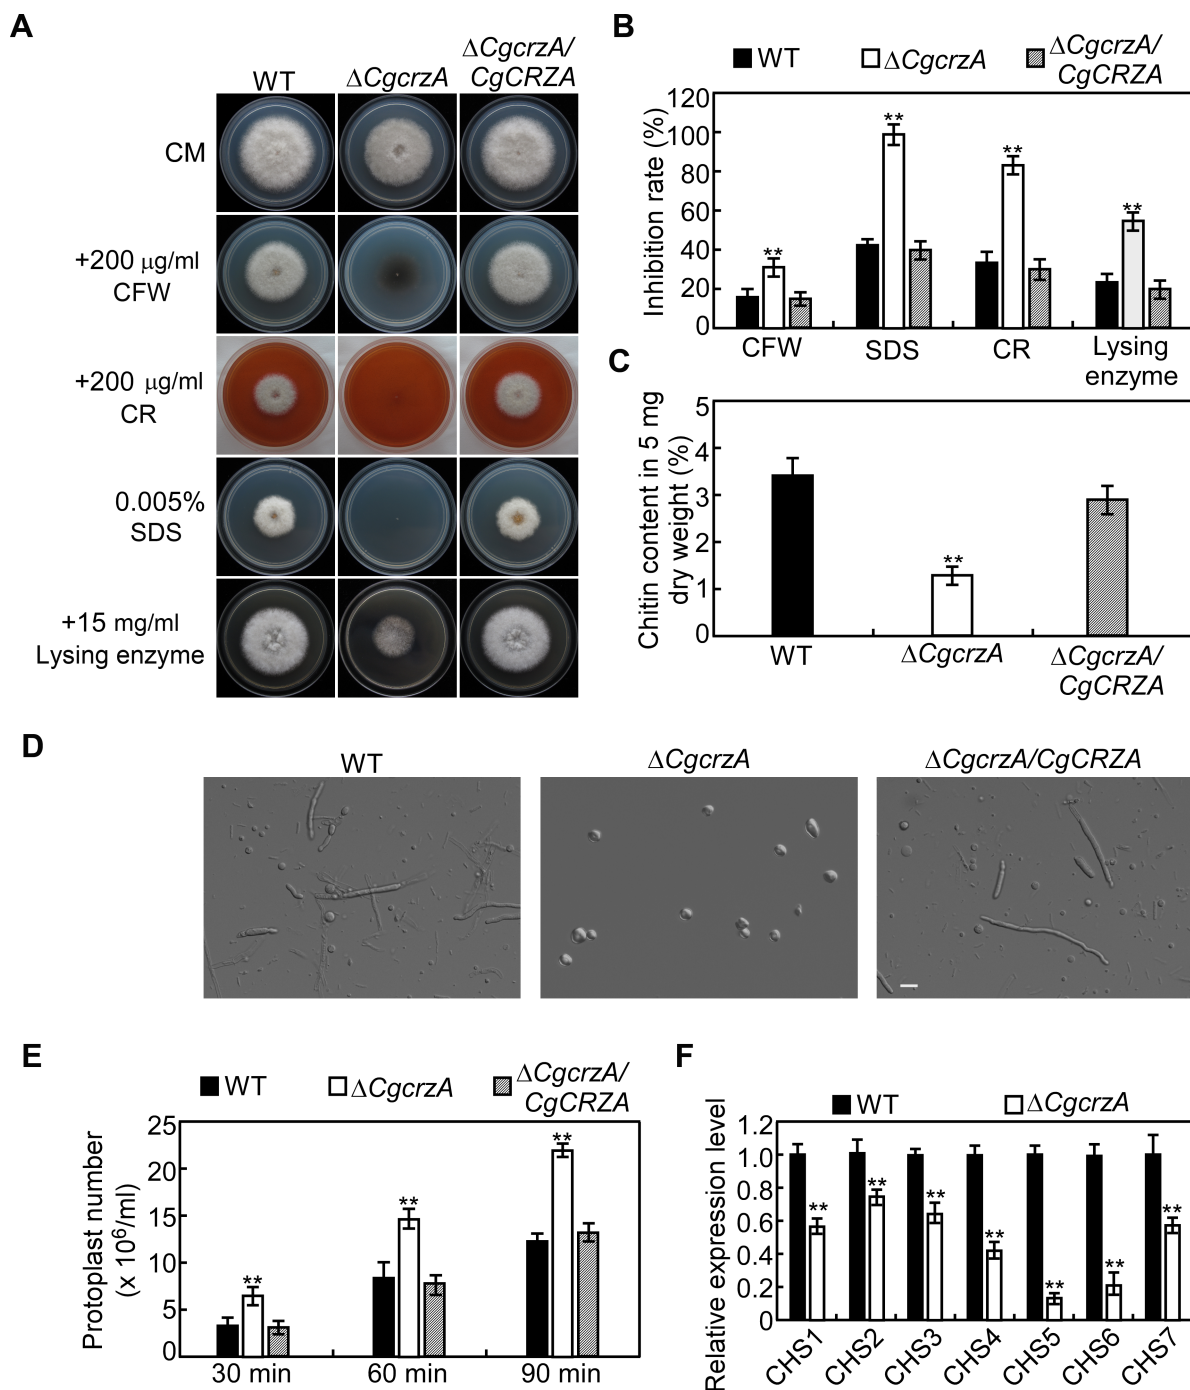 A
WT
ΔCgcrzA
ΔCgcrzA/
CgCRZA
CM
+200 µg/ml
CFW
+200 µg/ml
CR
0.005%
SDS
+15 mg/ml
Lysing enzyme
B
WT
ΔCgcrzA
ΔCgcrzA/
CgCRZA
Inhibition rate (%)
120
100
80
60
40
20
0
**
**
**
**
CFW
SDS
CR
Lysing
enzyme
C
Chitin content in 5 mg
dry weight (%)
5
4
3
2
1
0
**
WT
ΔCgcrzA
ΔCgcrzA/
CgCRZA
D
WT
ΔCgcrzA
ΔCgcrzA/CgCRZA
E
WT
ΔCgcrzA
ΔCgcrzA/
CgCRZA
Protoplast number
(x 10⁶/ml)
25
20
15
10
5
0
**
**
**
30 min
60 min
90 min
F
WT
ΔCgcrzA
Relative expression level
1.2
1.0
0.8
0.6
0.4
0.2
0
**
**
**
**
**
**
**
CHS1
CHS2
CHS3
CHS4
CHS5
CHS6
CHS7